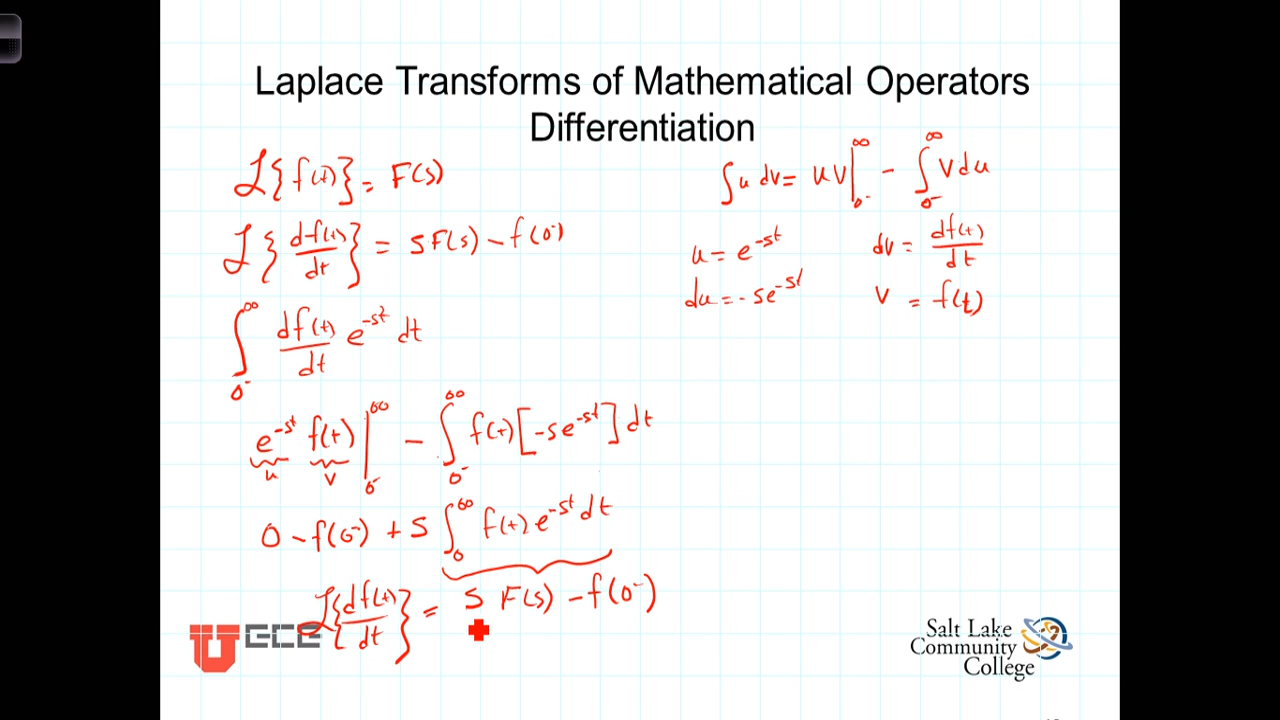 Laplace Transforms of Mathematical Operators
Differentiation
ℒ{f(t)} = F(s)
ℒ{df(t)/dt} = sF(s) – f(0⁻)
∫₀₋^∞ df(t)/dt e^-st dt
e^-st f(t) |₀₋^∞ – ∫₀₋^∞ f(t)[-se^-st]dt
u v
0 – f(0⁻) + s ∫₀^∞ f(t)e^-st dt
ℒ{df(t)/dt} = s F(s) – f(0⁻)
∫u dv = uv|₀₋^∞ – ∫₀₋^∞ v du
u = e^-st dv = df(t)/dt
du = -se^-st v = f(t)
U ECE
Salt Lake
Community
College